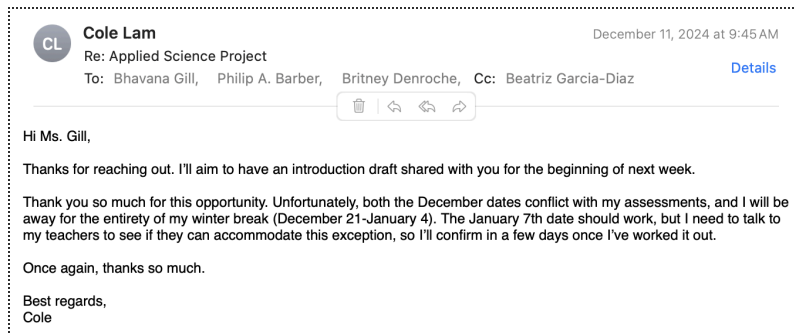 CL
Cole Lam
December 11, 2024 at 9:45 AM
Re: Applied Science Project
To: Bhavana Gill, Philip A. Barber, Britney Denroche, Cc: Beatriz Garcia-Diaz
Details
Hi Ms. Gill,
Thanks for reaching out. I’ll aim to have an introduction draft shared with you for the beginning of next week.
Thank you so much for this opportunity. Unfortunately, both the December dates conflict with my assessments, and I will be
away for the entirety of my winter break (December 21-January 4). The January 7th date should work, but I need to talk to
my teachers to see if they can accommodate this exception, so I’ll confirm in a few days once I’ve worked it out.
Once again, thanks so much.
Best regards,
Cole